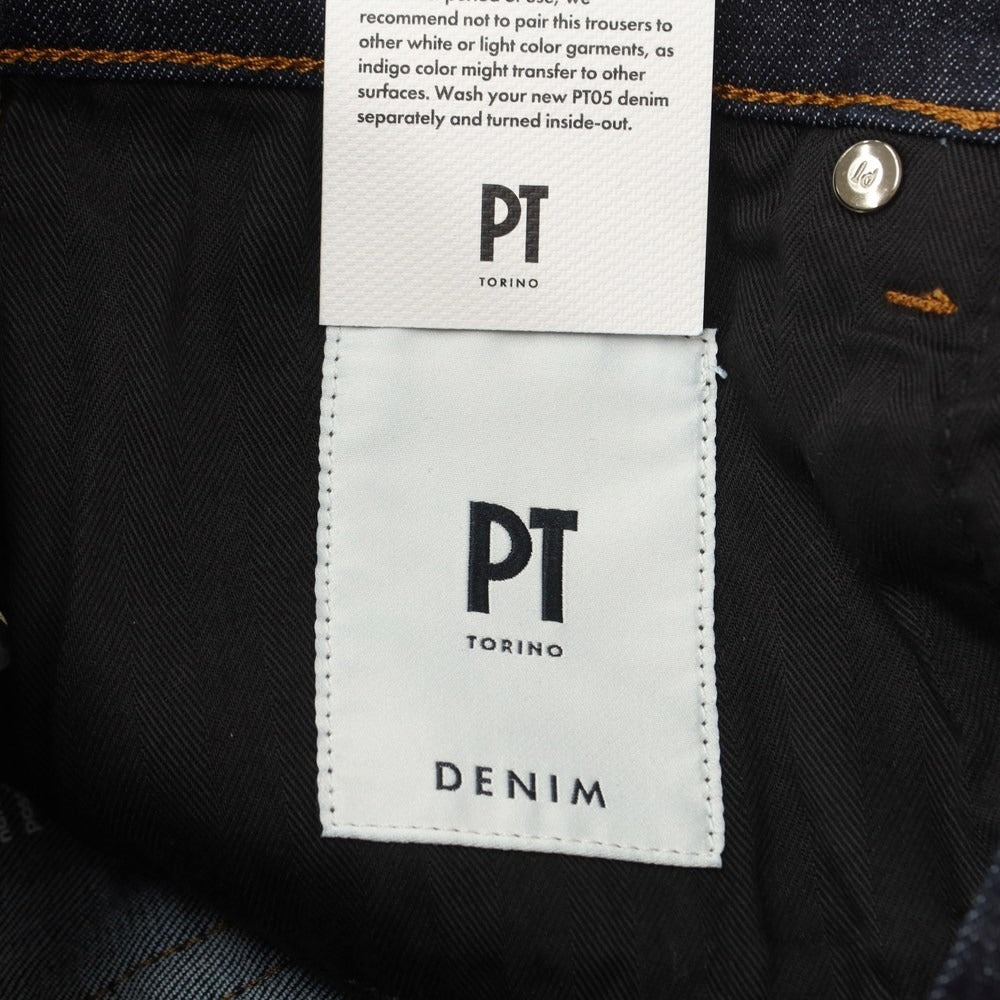 recommend not to pair this trousers to
other white or light color garments, as
indigo color might transfer to other
surfaces. Wash your new PT05 denim
separately and turned inside-out.
PT
TORINO
PT
TORINO
DENIM